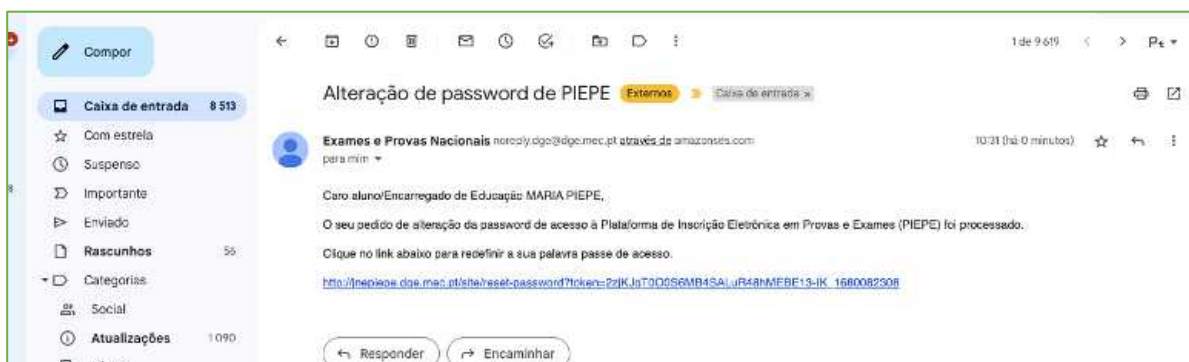 Compor
1 de 9 619
Alteração de password de PIEPE Externos Caixa de entrada x
Caixa de entrada 8 513
Com estrela
Exames e Provas Nacionais noreply.dge@dge.mec.pt através de amazonses.com
10:31 (há 0 minutos)
para mim
Suspenso
Importante
Caro aluno/Encarregado de Educação MARIA PIEPE,
Enviado
O seu pedido de alteração da password de acesso à Plataforma de Inscrição Eletrónica em Provas e Exames (PIEPE) foi processado.
Rascunhos 56
Clique no link abaixo para redefinir a sua palavra passe de acesso.
Categorias
Social
Atualizações 1 090
Responder
Encaminhar